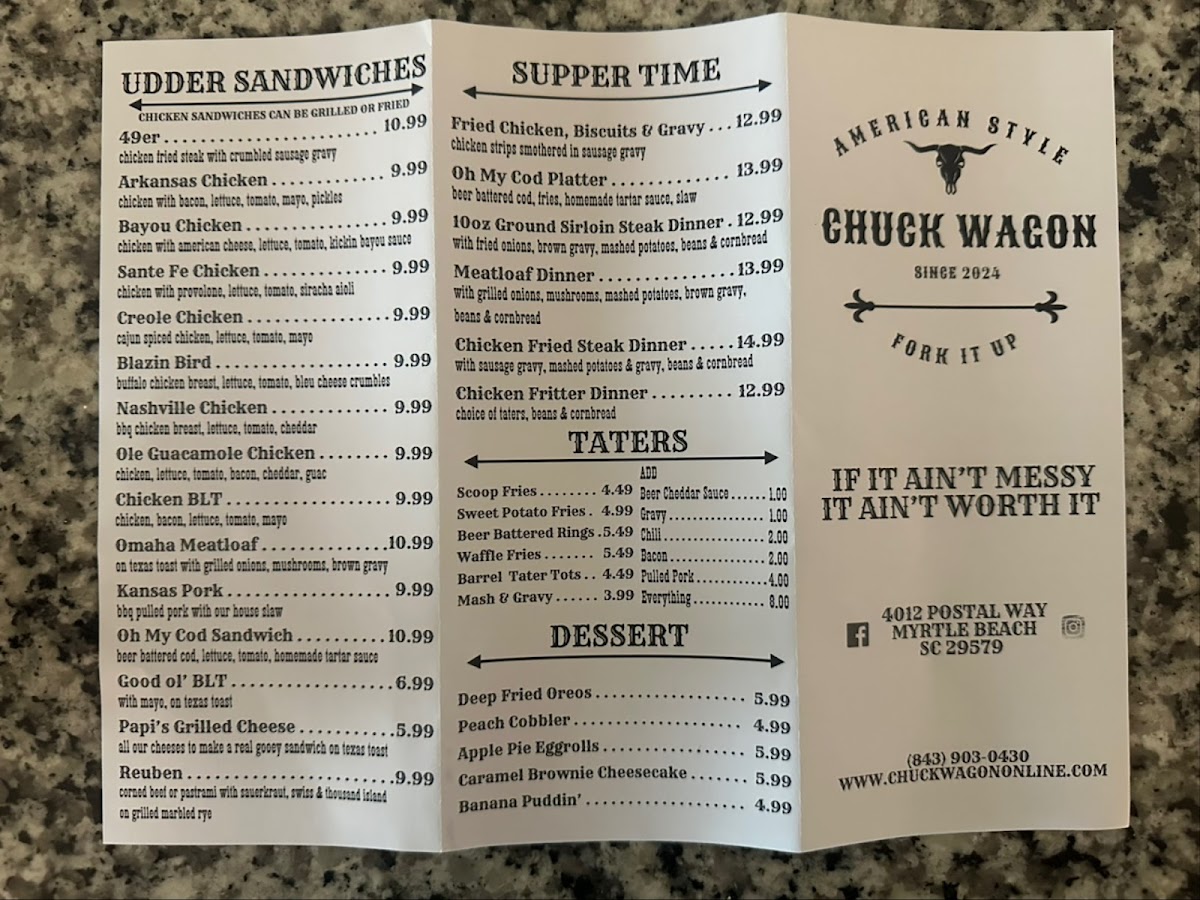 UDDER SANDWICHES
CHICKEN SANDWICHES CAN BE GRILLED OR FRIED
49er . . . . . . . . . . . . . . . . . . . . . . 10.99
chicken fried steak with crumbled sausage gravy
Arkansas Chicken . . . . . . . . . . . . 9.99
chicken with bacon, lettuce, tomato, mayo, pickles
Bayou Chicken . . . . . . . . . . . . . . . 9.99
chicken with american cheese, lettuce, tomato, kickin bayou sauce
Sante Fe Chicken . . . . . . . . . . . . . 9.99
chicken with provolone, lettuce, tomato, siracha aioli
Creole Chicken . . . . . . . . . . . . . . . 9.99
cajun spiced chicken, lettuce, tomato, mayo
Blazin Bird . . . . . . . . . . . . . . . . . . 9.99
buffalo chicken breast, lettuce, tomato, bleu cheese crumbles
Nashville Chicken . . . . . . . . . . . . 9.99
bbq chicken breast, lettuce, tomato, cheddar
Ole Guacamole Chicken . . . . . . . . 9.99
chicken, lettuce, tomato, bacon, cheddar, guac
Chicken BLT . . . . . . . . . . . . . . . . . 9.99
chicken, bacon, lettuce, tomato, mayo
Omaha Meatloaf . . . . . . . . . . . . . .10.99
on texas toast with grilled onions, mushrooms, brown gravy
Kansas Pork . . . . . . . . . . . . . . . . . 9.99
bbq pulled pork with our house slaw
Oh My Cod Sandwich . . . . . . . . . . 10.99
beer battered cod, lettuce, tomato, homemade tartar sauce
Good ol' BLT . . . . . . . . . . . . . . . . . .6.99
with mayo, on texas toast
Papi's Grilled Cheese . . . . . . . . . . .5.99
all our cheeses to make a real gooey sandwich on texas toast
Reuben . . . . . . . . . . . . . . . . . . . . . .9.99
corned beef or pastrami with sauerkraut, swiss & thousand island
on grilled marbled rye
SUPPER TIME
Fried Chicken, Biscuits & Gravy . . . 12.99
chicken strips smothered in sausage gravy
Oh My Cod Platter . . . . . . . . . . . . 13.99
beer battered cod, fries, homemade tartar sauce, slaw
10oz Ground Sirloin Steak Dinner . 12.99
with fried onions, brown gravy, mashed potatoes, beans & cornbread
Meatloaf Dinner . . . . . . . . . . . . . . 13.99
with grilled onions, mushrooms, mashed potatoes, brown gravy,
beans & cornbread
Chicken Fried Steak Dinner . . . . . 14.99
with sausage gravy, mashed potatoes & gravy, beans & cornbread
Chicken Fritter Dinner . . . . . . . . . 12.99
choice of taters, beans & cornbread
TATERS
Scoop Fries . . . . . . . . 4.49
Sweet Potato Fries . 4.99
Beer Battered Rings .5.49
Waffle Fries . . . . . . . 5.49
Barrel Tater Tots . . 4.49
Mash & Gravy . . . . . . 3.99
ADD
Beer Cheddar Sauce . . . . . . 1.00
Gravy . . . . . . . . . . . . . . . . . 1.00
Chili . . . . . . . . . . . . . . . . . . 2.00
Bacon . . . . . . . . . . . . . . . . . 2.00
Pulled Pork . . . . . . . . . . . . 4.00
Everything . . . . . . . . . . . . . 8.00
DESSERT
Deep Fried Oreos . . . . . . . . . . . . . . . . . . 5.99
Peach Cobbler . . . . . . . . . . . . . . . . . . . . 4.99
Apple Pie Eggrolls . . . . . . . . . . . . . . . . . 5.99
Caramel Brownie Cheesecake . . . . . . . 5.99
Banana Puddin' . . . . . . . . . . . . . . . . . . . 4.99
AMERICAN STYLE
CHUCK WAGON
SINCE 2024
FORK IT UP
IF IT AIN'T MESSY
IT AIN'T WORTH IT
4012 POSTAL WAY
MYRTLE BEACH
SC 29579
(843) 903-0430
WWW.CHUCKWAGONONLINE.COM